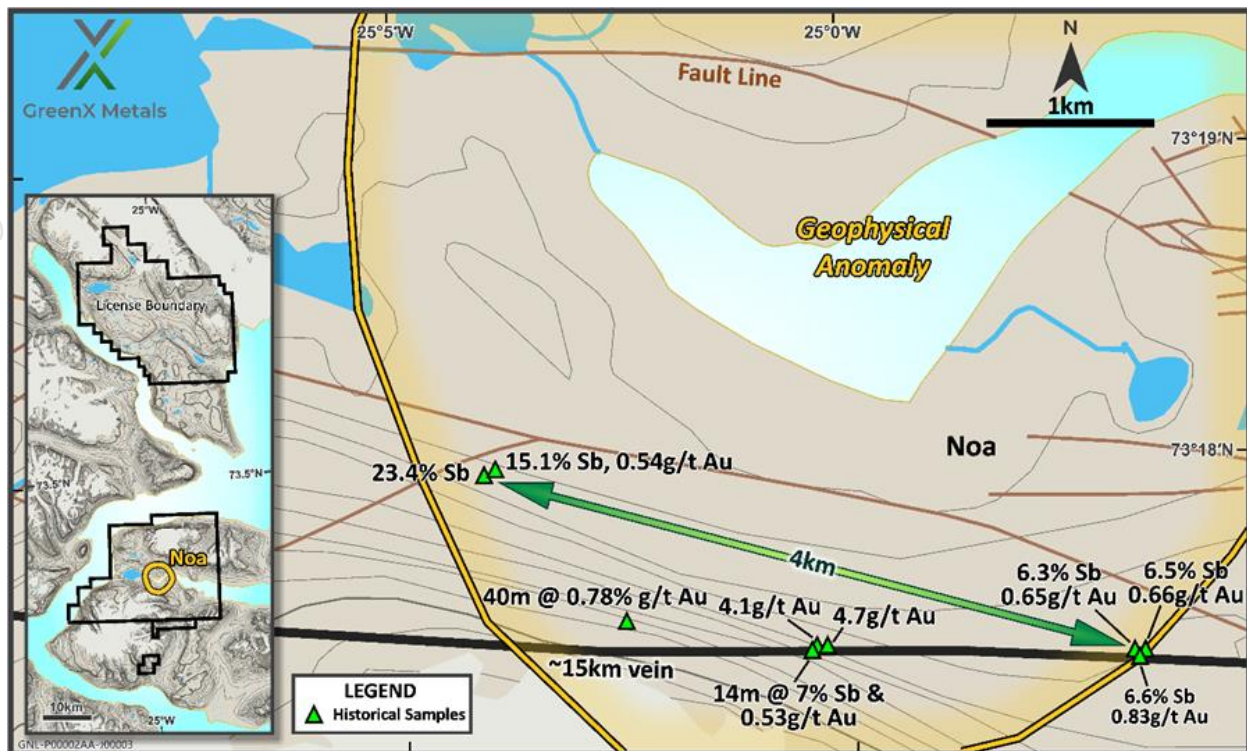 GreenX Metals
25°5'W
25°0'W
Fault Line
N
1km
73°19'N
Geophysical
Anomaly
25°W
License Boundary
73.5°N
73.5°N
Noa
10km
25°W
GNL-P00002AA-J00003
Noa
73°18'N
23.4% Sb
15.1% Sb, 0.54g/t Au
4km
40m @ 0.78% g/t Au
4.1g/t Au
4.7g/t Au
6.3% Sb
0.65g/t Au
6.5% Sb
0.66g/t Au
~15km vein
14m @ 7% Sb &
0.53g/t Au
6.6% Sb
0.83g/t Au
LEGEND
Historical Samples